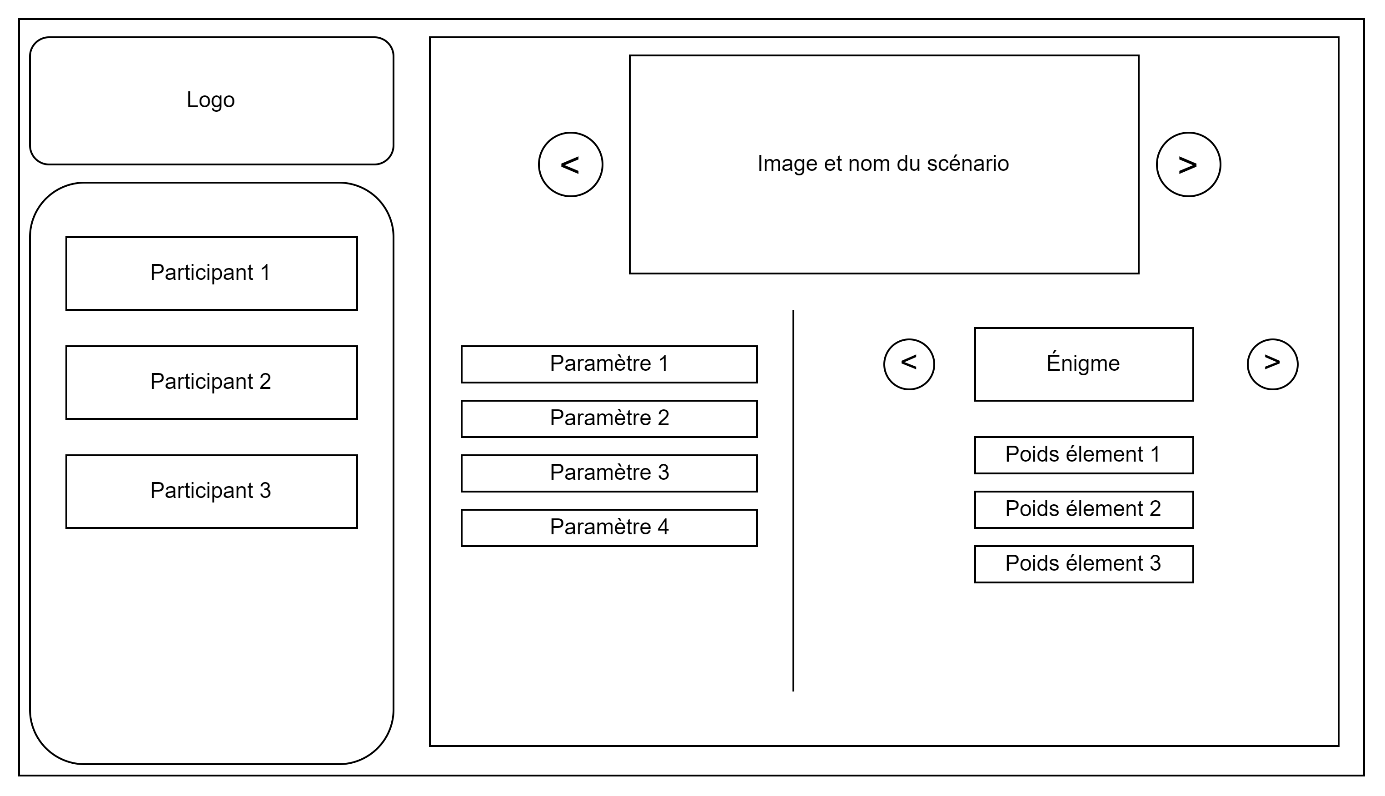 Logo
Participant 1
Participant 2
Participant 3
<
Image et nom du scénario
>
Paramètre 1
Paramètre 2
Paramètre 3
Paramètre 4
<
Énigme
>
Poids élement 1
Poids élement 2
Poids élement 3